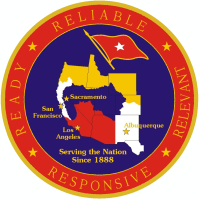 READY
RELIABLE
RELEVANT
RESPONSIVE
Sacramento
San
Francisco
Los
Angeles
Albuquerque
Serving the Nation
Since 1888